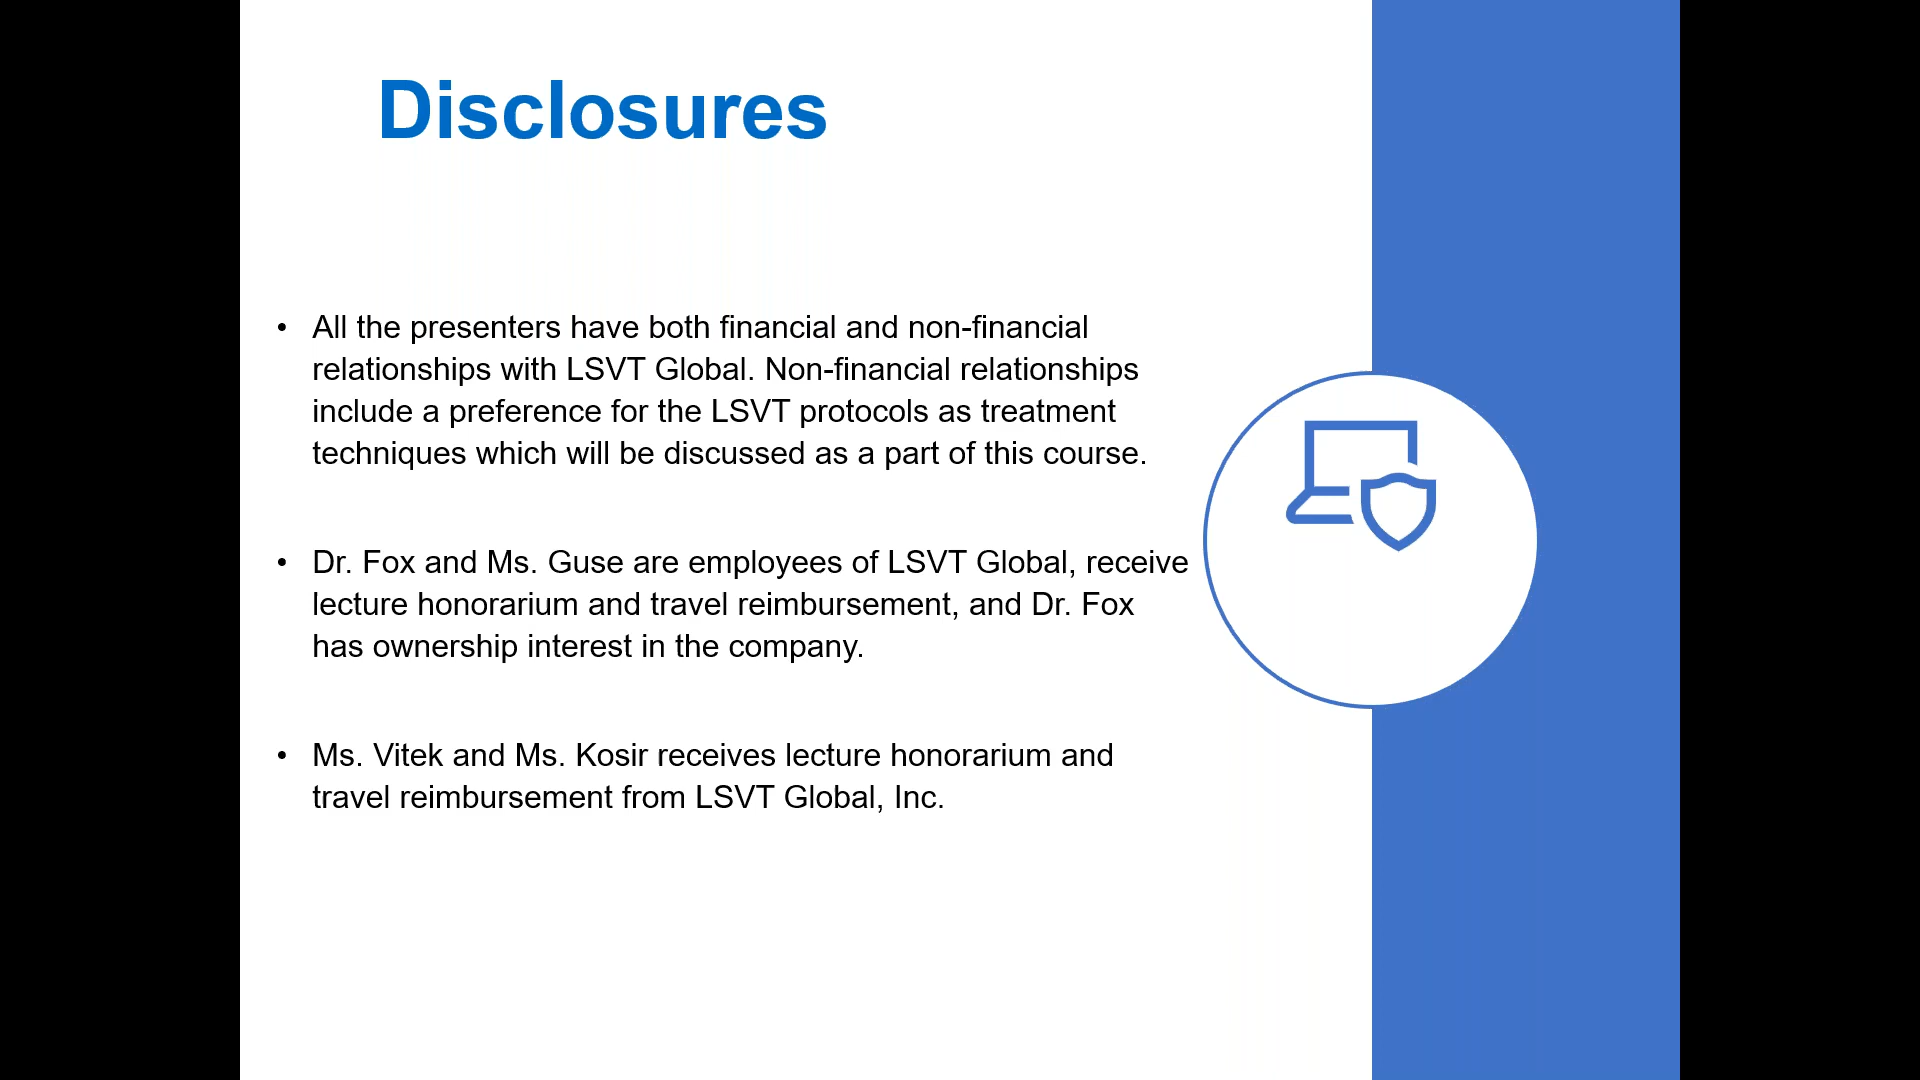 Disclosures
• All the presenters have both financial and non-financial
relationships with LSVT Global. Non-financial relationships
include a preference for the LSVT protocols as treatment
techniques which will be discussed as a part of this course.
• Dr. Fox and Ms. Guse are employees of LSVT Global, receive
lecture honorarium and travel reimbursement, and Dr. Fox
has ownership interest in the company.
• Ms. Vitek and Ms. Kosir receives lecture honorarium and
travel reimbursement from LSVT Global, Inc.